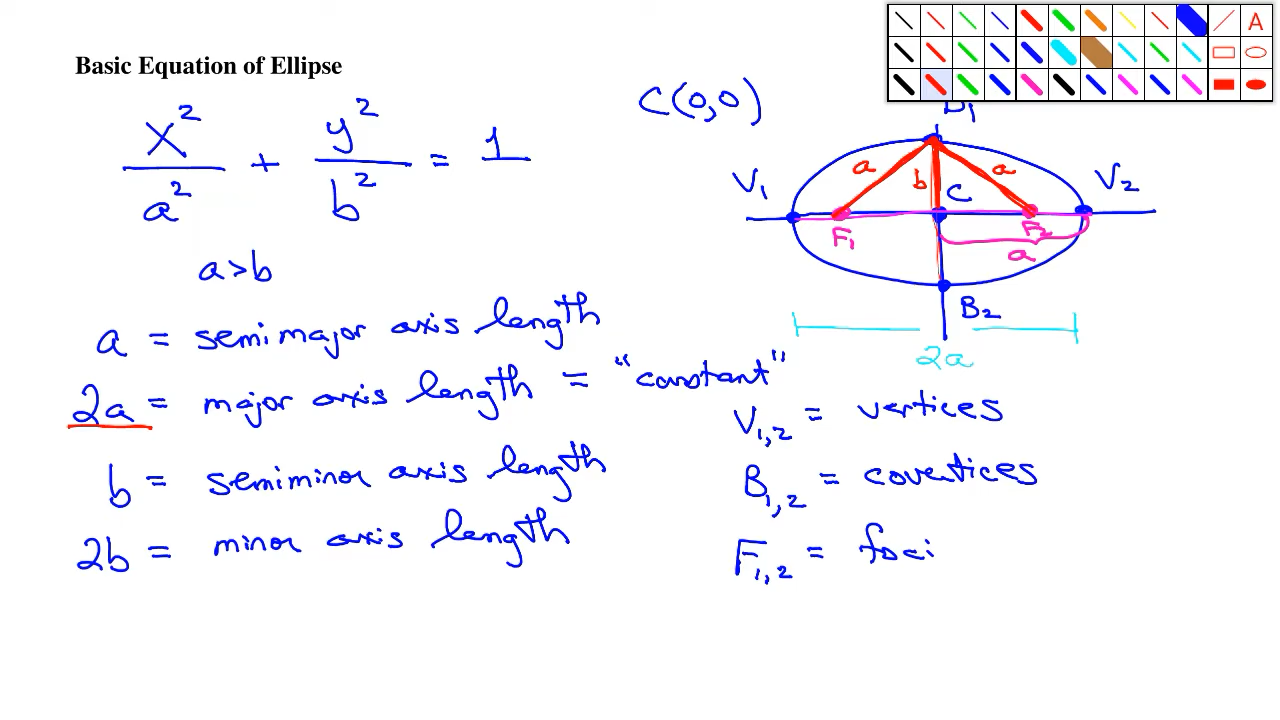 Basic Equation of Ellipse
x²/a² + y²/b² = 1
a>b
a = semimajor axis length
2a = major axis length = "constant"
b = semiminor axis length
2b = minor axis length
A
C(0,0)
B₁
V₁
a
b
a
C
V₂
F₁
F₂
a
B₂
2a
V₁,₂ = vertices
B₁,₂ = covertices
F₁,₂ = foci